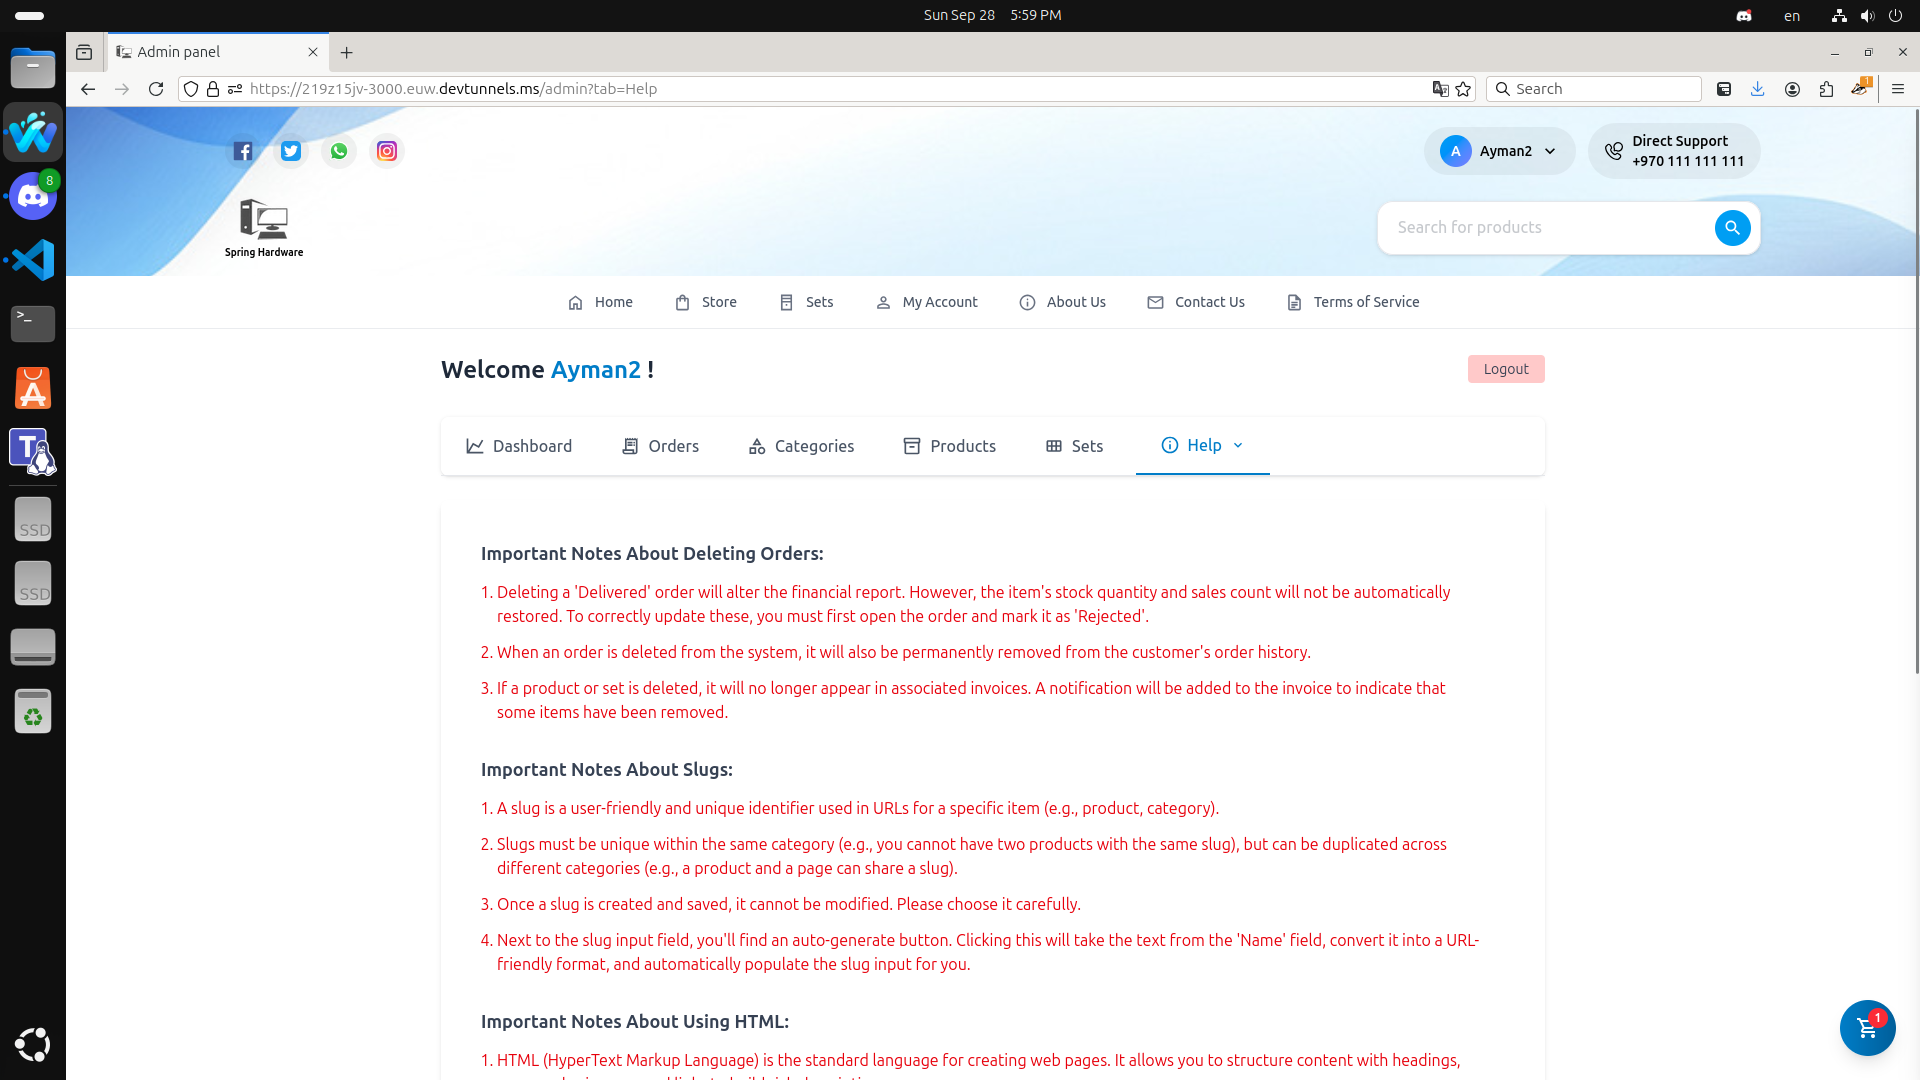 Sun Sep 28 5:59 PM
en
Admin panel
https://219z15jv-3000.euw.devtunnels.ms/admin?tab=Help
Search
1
8
>_
A
T
SSD
SSD
A Ayman2
Direct Support
+970 111 111 111
Spring Hardware
Search for products
Home Store Sets My Account About Us Contact Us Terms of Service
Welcome Ayman2 !
Logout
Dashboard Orders Categories Products Sets Help
Important Notes About Deleting Orders:
1. Deleting a 'Delivered' order will alter the financial report. However, the item's stock quantity and sales count will not be automatically
restored. To correctly update these, you must first open the order and mark it as 'Rejected'.
2. When an order is deleted from the system, it will also be permanently removed from the customer's order history.
3. If a product or set is deleted, it will no longer appear in associated invoices. A notification will be added to the invoice to indicate that
some items have been removed.
Important Notes About Slugs:
1. A slug is a user-friendly and unique identifier used in URLs for a specific item (e.g., product, category).
2. Slugs must be unique within the same category (e.g., you cannot have two products with the same slug), but can be duplicated across
different categories (e.g., a product and a page can share a slug).
3. Once a slug is created and saved, it cannot be modified. Please choose it carefully.
4. Next to the slug input field, you'll find an auto-generate button. Clicking this will take the text from the 'Name' field, convert it into a URL-
friendly format, and automatically populate the slug input for you.
Important Notes About Using HTML:
1. HTML (HyperText Markup Language) is the standard language for creating web pages. It allows you to structure content with headings,
1